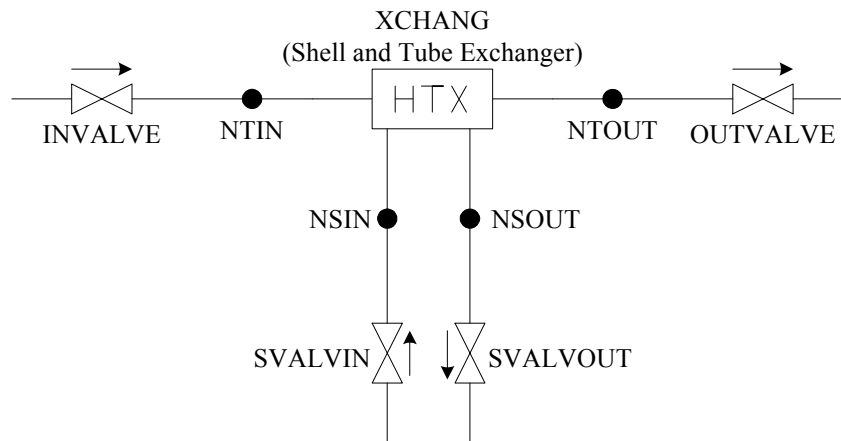 XCHANG
(Shell and Tube Exchanger)
HTX
INVALVE
NTIN
NTOUT
OUTVALVE
NSIN
NSOUT
SVALVIN
SVALVOUT